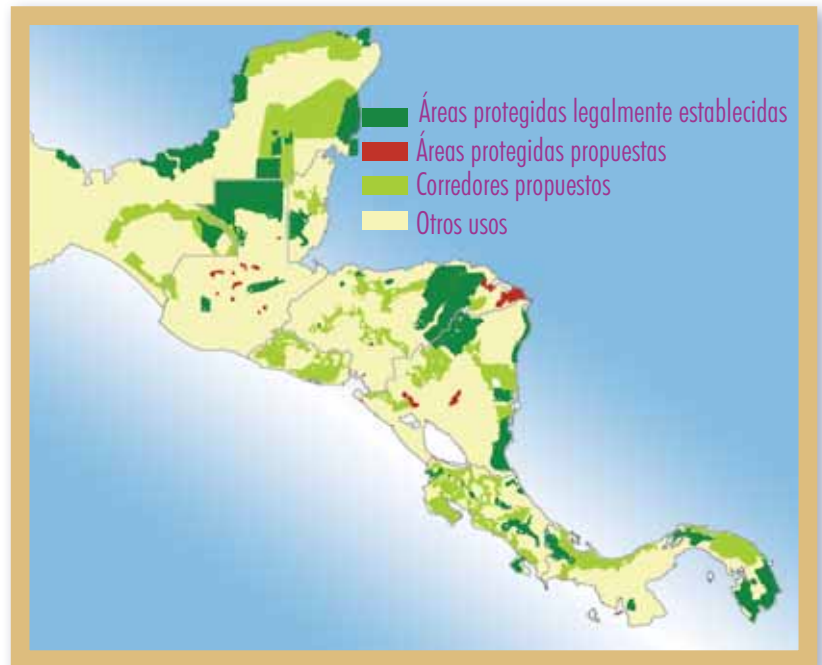 Áreas protegidas legalmente establecidas
Áreas protegidas propuestas
Corredores propuestos
Otros usos